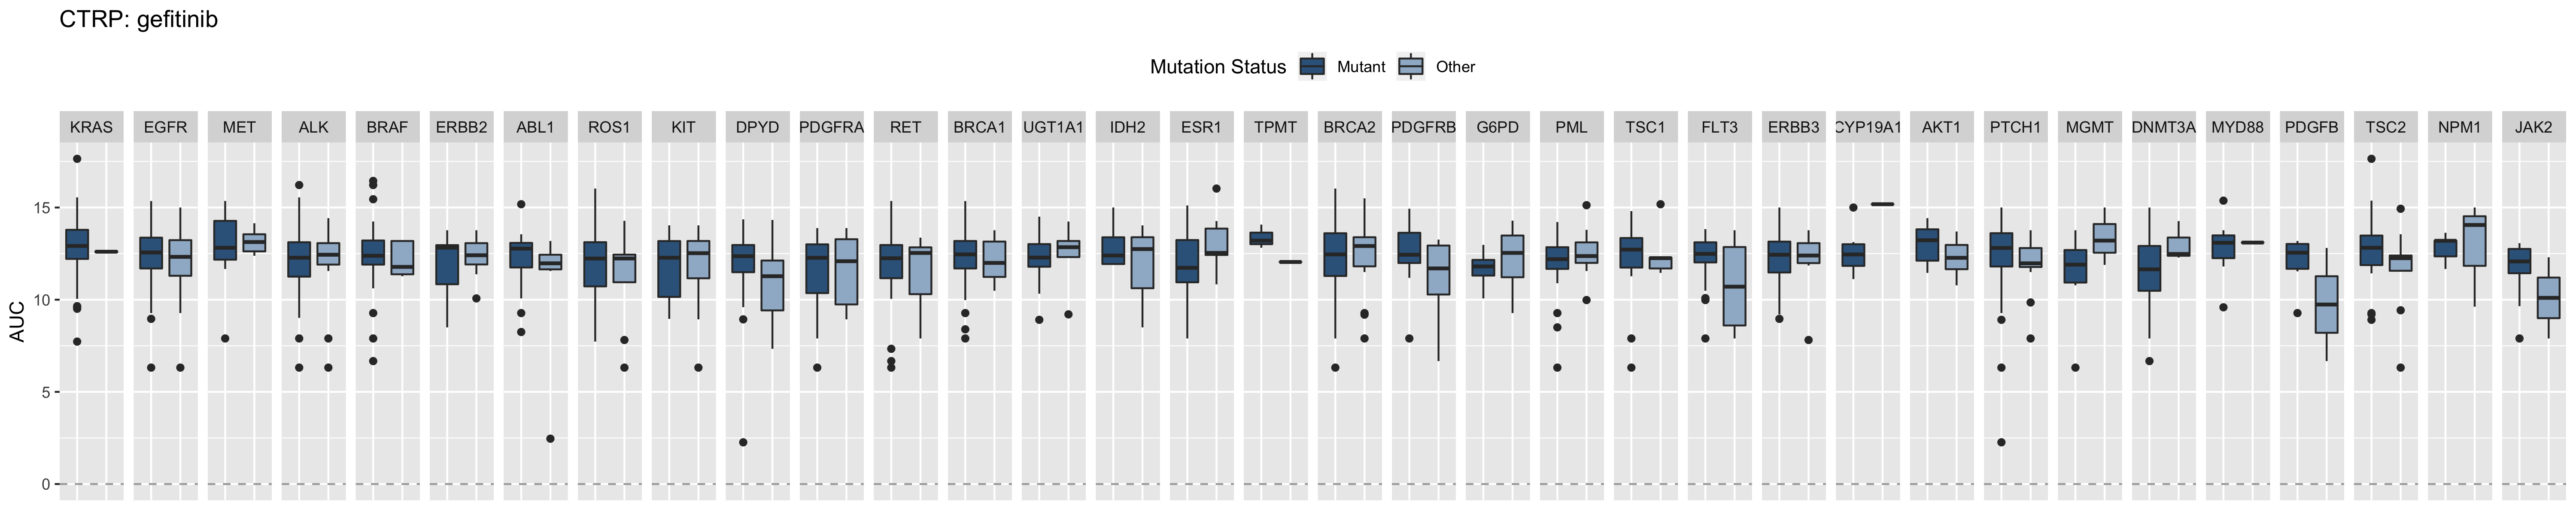 CTRP: gefitinib
Mutation Status Mutant Other
KRAS EGFR MET ALK BRAF ERBB2 ABL1 ROS1 KIT DPYD PDGFRA RET BRCA1 UGT1A1 IDH2 ESR1 TPMT BRCA2 PDGFRB G6PD PML TSC1 FLT3 ERBB3 CYP19A1 AKT1 PTCH1 MGMT DNMT3A MYD88 PDGFB TSC2 NPM1 JAK2
15
10
AUC
5
0